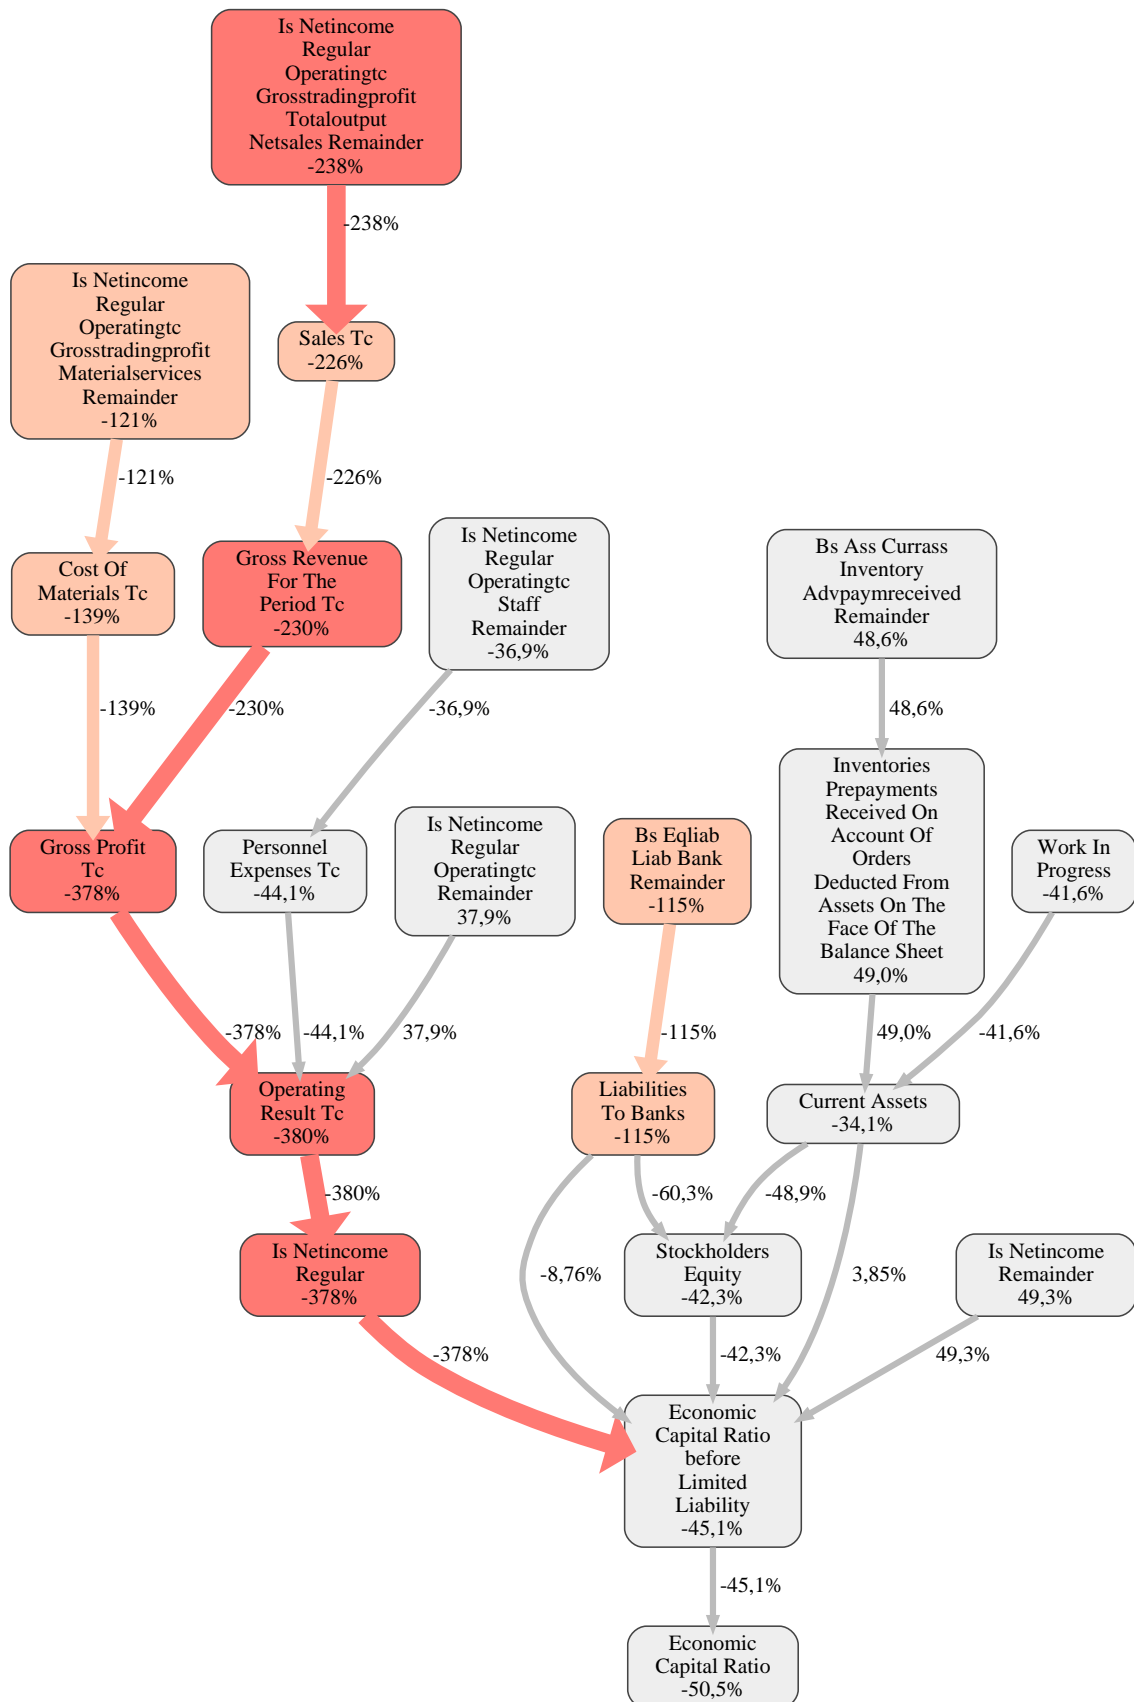 Is Netincome
Regular
Operatingtc
Grosstradingprofit
Totaloutput
Netsales Remainder
-238%
-238%
Is Netincome
Regular
Operatingtc
Grosstradingprofit
Materialservices
Remainder
-121%
Sales Tc
-226%
-121%
-226%
Cost Of
Materials Tc
-139%
Gross Revenue
For The
Period Tc
-230%
Is Netincome
Regular
Operatingtc
Staff
Remainder
-36,9%
Bs Ass Currass
Inventory
Advpaymreceived
Remainder
48,6%
-139%
-230%
-36,9%
48,6%
Gross Profit
Tc
-378%
Personnel
Expenses Tc
-44,1%
Is Netincome
Regular
Operatingtc
Remainder
37,9%
Bs Eqliab
Liab Bank
Remainder
-115%
Inventories
Prepayments
Received On
Account Of
Orders
Deducted From
Assets On The
Face Of The
Balance Sheet
49,0%
Work In
Progress
-41,6%
-378%
-44,1%
37,9%
-115%
49,0%
-41,6%
Operating
Result Tc
-380%
Liabilities
To Banks
-115%
Current Assets
-34,1%
-380%
-60,3%
-48,9%
Is Netincome
Regular
-378%
-8,76%
Stockholders
Equity
-42,3%
3,85%
Is Netincome
Remainder
49,3%
-378%
-42,3%
49,3%
Economic
Capital Ratio
before
Limited
Liability
-45,1%
-45,1%
Economic
Capital Ratio
-50,5%